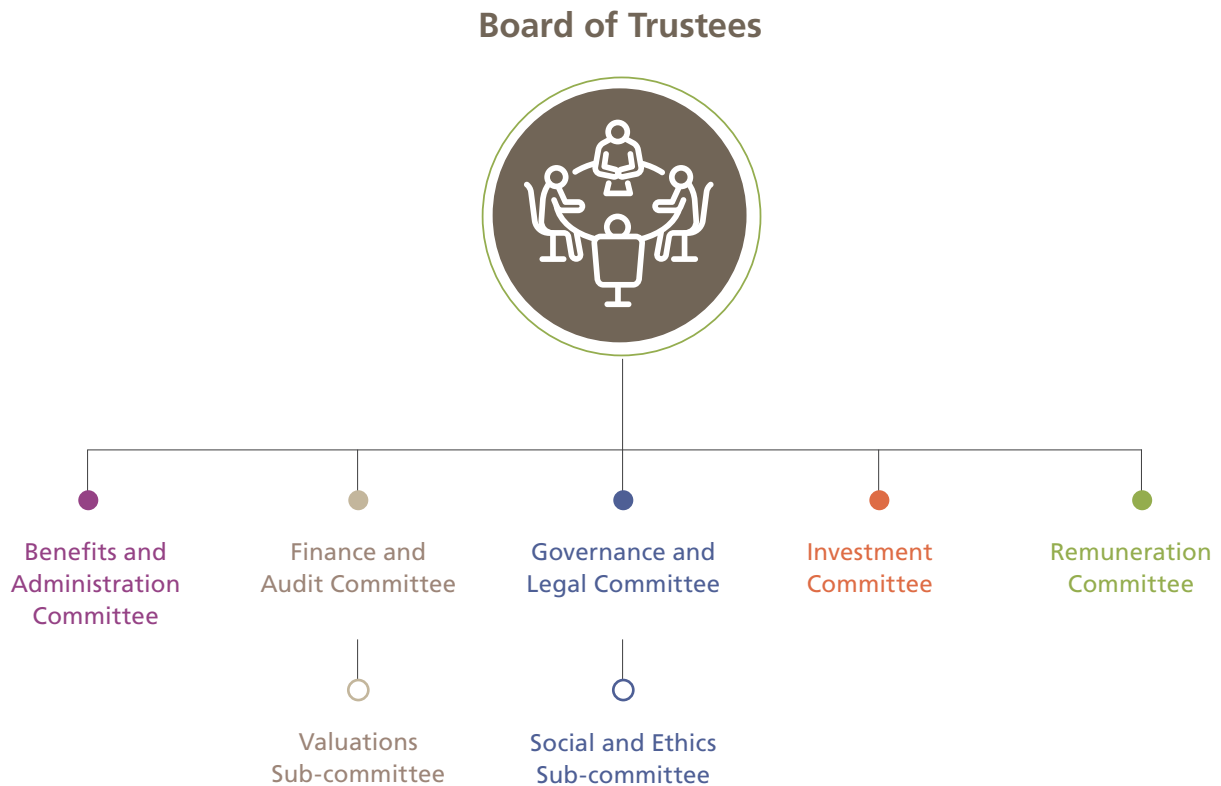 Board of Trustees
Benefits and
Administration
Committee
Finance and
Audit Committee
Governance and
Legal Committee
Investment
Committee
Remuneration
Committee
Valuations
Sub-committee
Social and Ethics
Sub-committee